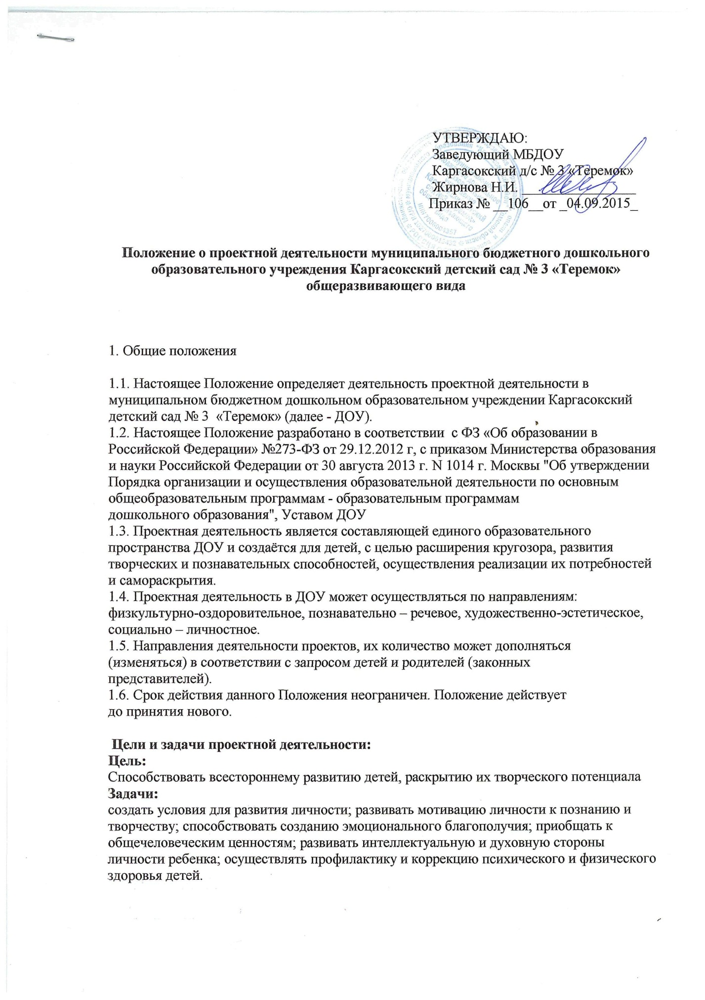 УТВЕРЖДАЮ:
Заведующий МБДОУ
Каргасокский д/с № 3 «Теремок»
Жирнова Н.И. ________________
Приказ № __106__от _04.09.2015_
Положение о проектной деятельности муниципального бюджетного дошкольного
образовательного учреждения Каргасокский детский сад № 3 «Теремок»
общеразвивающего вида
1. Общие положения
1.1. Настоящее Положение определяет деятельность проектной деятельности в
муниципальном бюджетном дошкольном образовательном учреждении Каргасокский
детский сад № 3  «Теремок» (далее - ДОУ).
1.2. Настоящее Положение разработано в соответствии  с ФЗ «Об образовании в
Российской Федерации» №273-ФЗ от 29.12.2012 г, с приказом Министерства образования
и науки Российской Федерации от 30 августа 2013 г. N 1014 г. Москвы "Об утверждении
Порядка организации и осуществления образовательной деятельности по основным
общеобразовательным программам - образовательным программам
дошкольного образования", Уставом ДОУ
1.3. Проектная деятельность является составляющей единого образовательного
пространства ДОУ и создаётся для детей, с целью расширения кругозора, развития
творческих и познавательных способностей, осуществления реализации их потребностей
и самораскрытия.
1.4. Проектная деятельность в ДОУ может осуществляться по направлениям:
физкультурно-оздоровительное, познавательно – речевое, художественно-эстетическое,
социально – личностное.
1.5. Направления деятельности проектов, их количество может дополняться
(изменяться) в соответствии с запросом детей и родителей (законных
представителей).
1.6. Срок действия данного Положения неограничен. Положение действует
до принятия нового.
Цели и задачи проектной деятельности:
Цель:
Способствовать всестороннему развитию детей, раскрытию их творческого потенциала
Задачи:
создать условия для развития личности; развивать мотивацию личности к познанию и
творчеству; способствовать созданию эмоционального благополучия; приобщать к
общечеловеческим ценностям; развивать интеллектуальную и духовную стороны
личности ребенка; осуществлять профилактику и коррекцию психического и физического
здоровья детей.